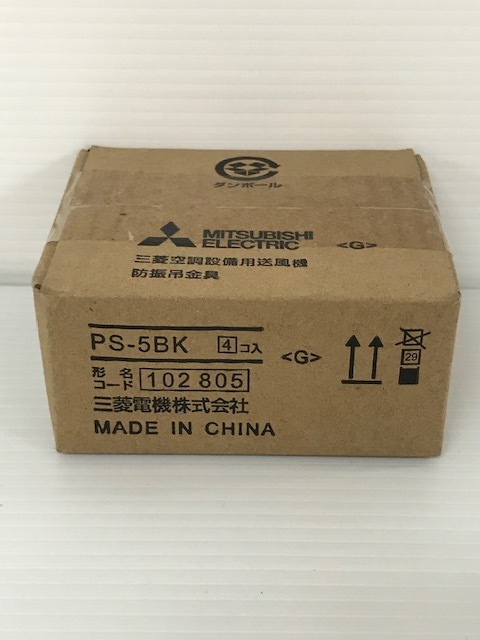 ダンボール
MITSUBISHI
ELECTRIC
<G>
三菱空調設備用送風機
防振吊金具
PS-5BK 4コ入 <G>
形名
コード 102 805
29
三菱電機株式会社
MADE IN CHINA